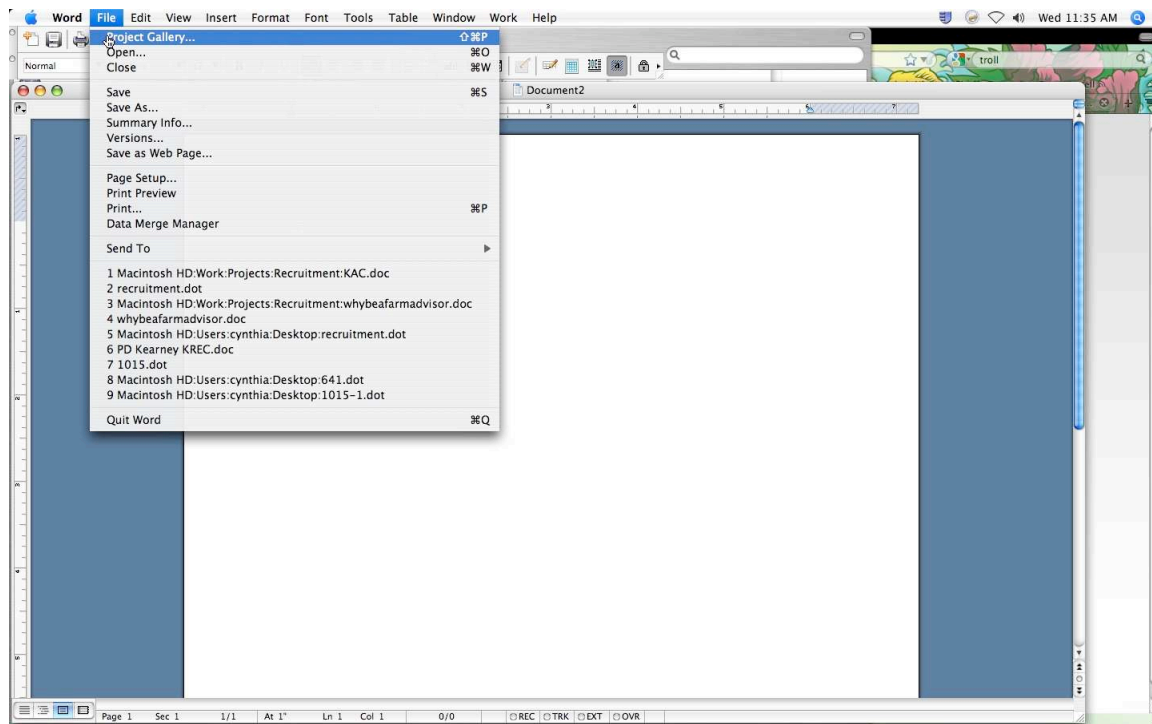 Word File Edit View Insert Format Font Tools Table Window Work Help Wed 11:35 AM
Project Gallery... ⇧⌘P
Open... ⌘O
Close ⌘W
Save ⌘S
Save As...
Summary Info...
Versions...
Save as Web Page...
Page Setup...
Print Preview
Print... ⌘P
Data Merge Manager
Send To
1 Macintosh HD:Work:Projects:Recruitment:KAC.doc
2 recruitment.dot
3 Macintosh HD:Work:Projects:Recruitment:whybeafarmadvisor.doc
4 whybeafarmadvisor.doc
5 Macintosh HD:Users:cynthia:Desktop:recruitment.dot
6 PD Kearney KREC.doc
7 1015.dot
8 Macintosh HD:Users:cynthia:Desktop:641.dot
9 Macintosh HD:Users:cynthia:Desktop:1015-1.dot
Quit Word ⌘Q
Normal
troll
Document2
3 4 5 6 7
Page 1 Sec 1 1/1 At 1" Ln 1 Col 1 0/0 REC TRK EXT OVR